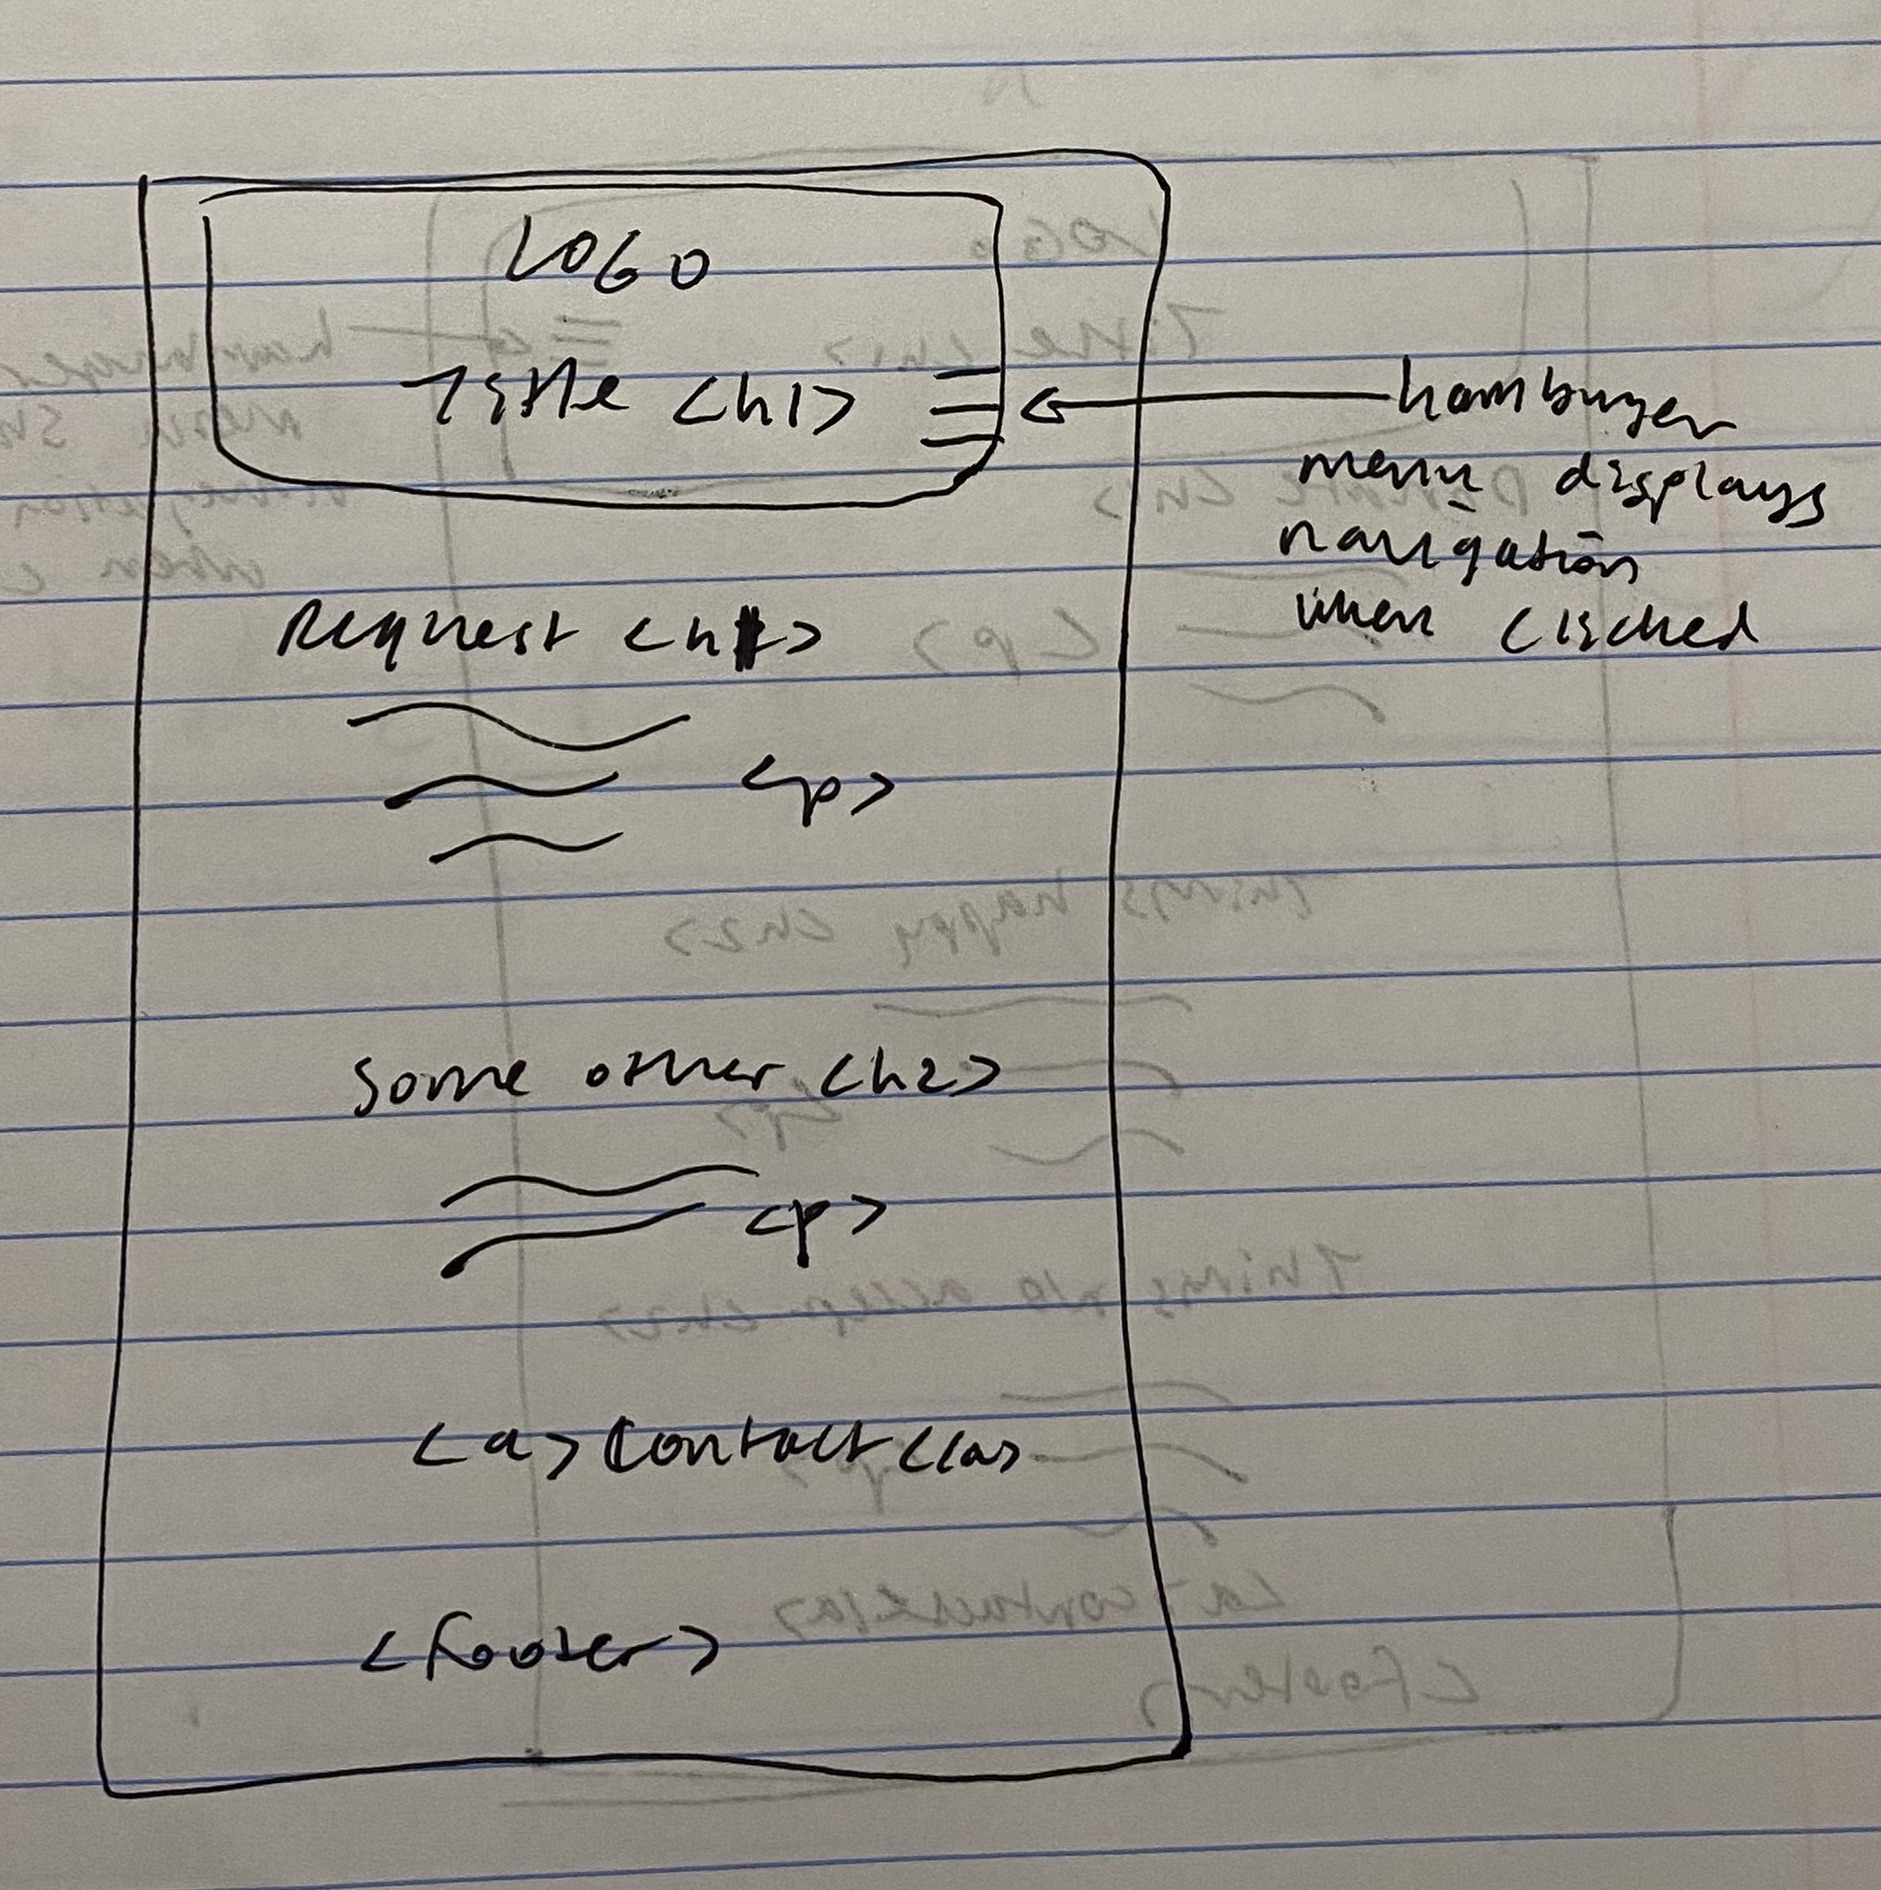 LOGO
Title <h1>
hamburger
menu displays
navigation
when clicked
Request <h
<p>
some other <h2>
<p>
<a> Contact </a>
<footer>